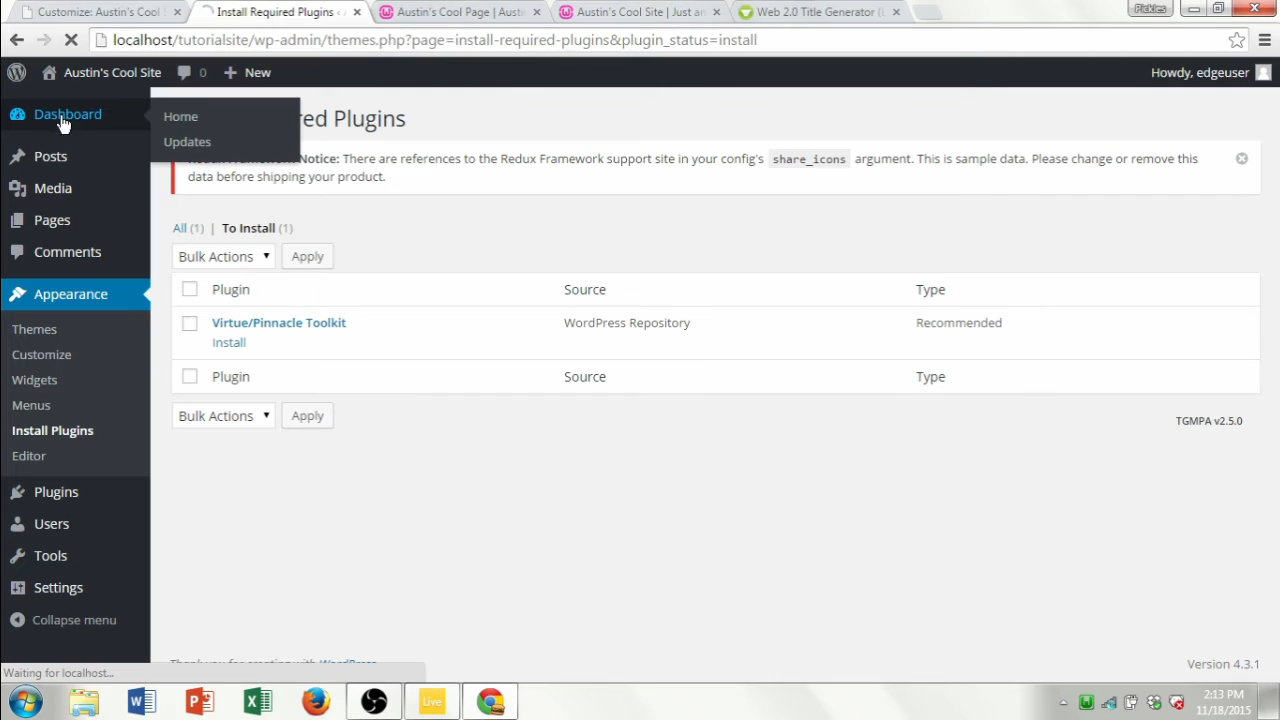 Customize: Austin's Cool S
Install Required Plugins ‹ A
Austin's Cool Page | Austi
Austin's Cool Site | Just an
Web 2.0 Title Generator (L
Pickles
localhost/tutorialsite/wp-admin/themes.php?page=install-required-plugins&plugin_status=install
Austin's Cool Site
0
New
Howdy, edgeuser
Dashboard
Home
Updates
Posts
Media
Pages
Comments
Appearance
Themes
Customize
Widgets
Menus
Install Plugins
Editor
Plugins
Users
Tools
Settings
Collapse menu
red Plugins
Notice: There are references to the Redux Framework support site in your config's share_icons argument. This is sample data. Please change or remove this
data before shipping your product.
All (1) | To Install (1)
Bulk Actions Apply
Plugin Source Type
Virtue/Pinnacle Toolkit WordPress Repository Recommended
Install
Plugin Source Type
Bulk Actions Apply
TGMPA v2.5.0
Thank you for creating with WordPress
Version 4.3.1
Waiting for localhost...
Live
2:13 PM
11/18/2015